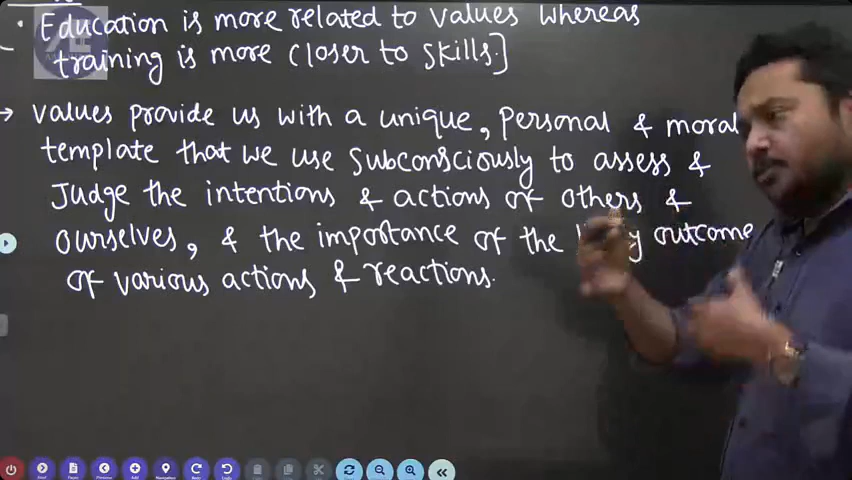 • Education is more related to values whereas
training is more closer to skills.]
→ values provide us with a unique, personal & moral
template that we use subconsciously to assess &
Judge the intentions & actions of others &
ourselves, & the importance of the outcome
of various actions & reactions.